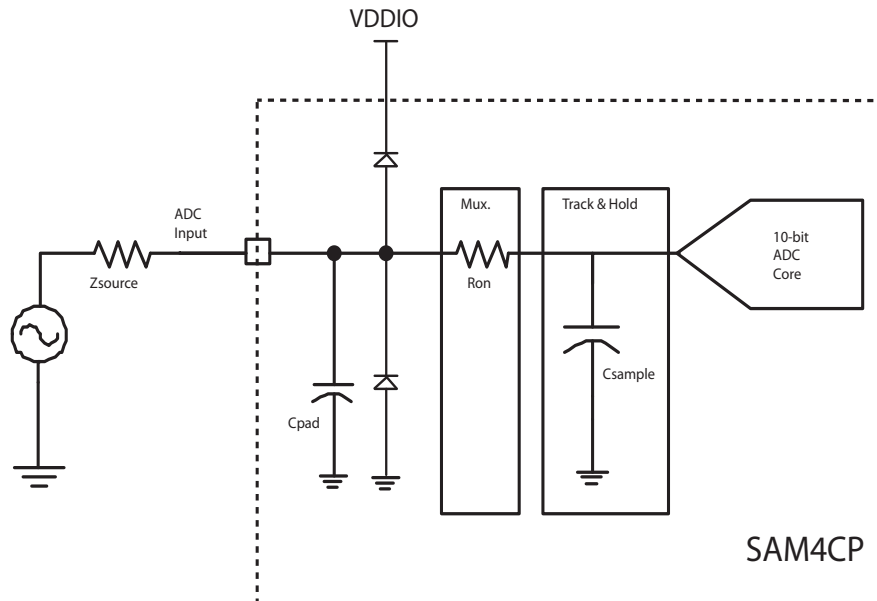 VDDIO
Mux.
Track & Hold
ADC
Input
10-bit
ADC
Core
Zsource
Ron
Csample
Cpad
SAM4CP